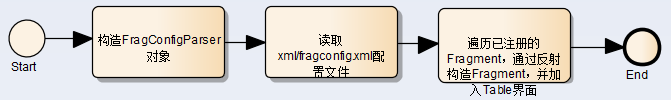 Start
构造FragConfigParser
对象
读取
xml/fragconfig.xml配
置文件
遍历已注册的
Fragment，通过反射
构造Fragment，并加
入Table界面
End